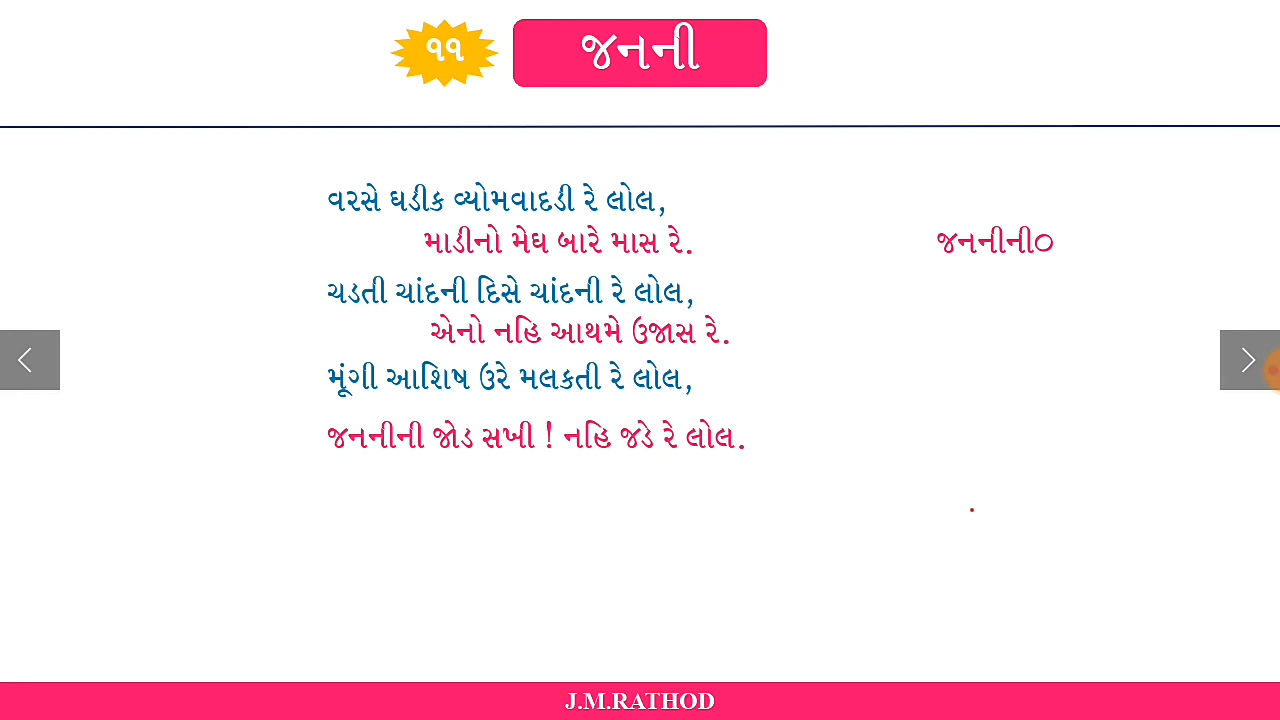 ૧૧
જનની
વરસે ઘડીક વ્યોમવાદડી રે લોલ,
માડીનો મેઘ બારે માસ રે. જનનીની૦
ચડતી ચાંદની દિસે ચાંદની રે લોલ,
એનો નહિ આથમે ઉજાસ રે.
મૂંગી આશિષ ઉરે મલકતી રે લોલ,
જનનીની જોડ સખી ! નહિ જડે રે લોલ.
J.M.RATHOD